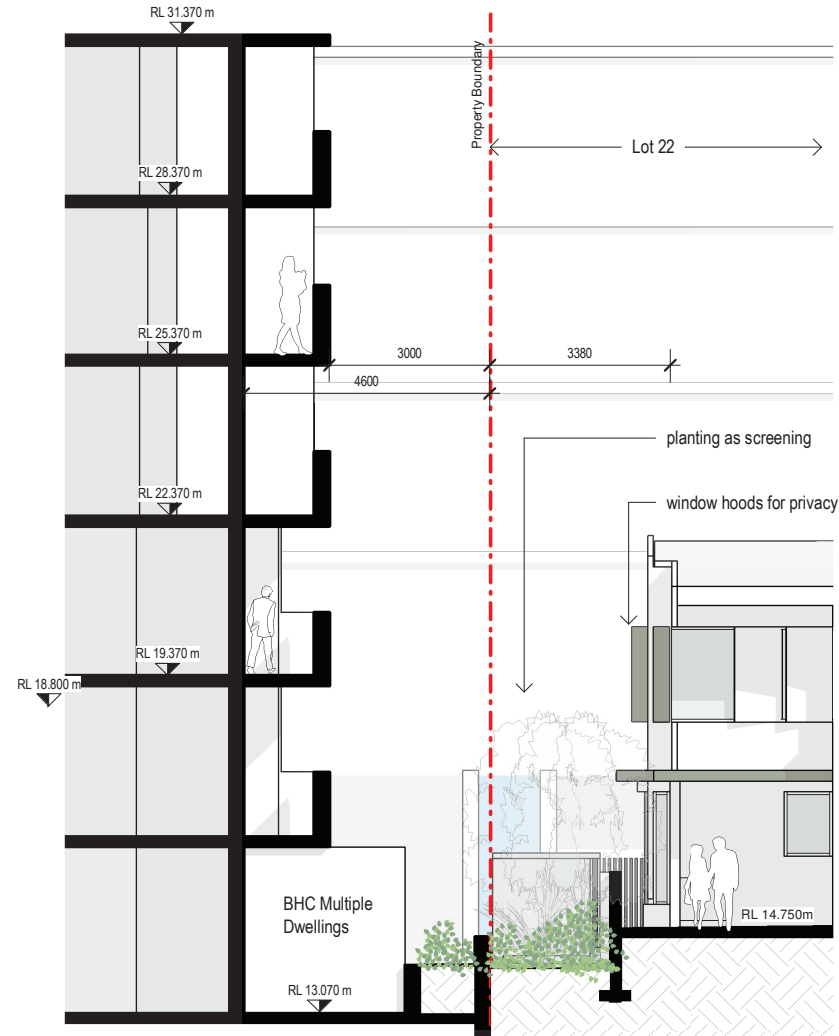 RL 31.370 m
Property Boundary
Lot 22
RL 28.370 m
RL 25.370 m
3000
3380
4600
planting as screening
RL 22.370 m
window hoods for privacy
RL 19.370 m
RL 18.800 m
BHC Multiple
Dwellings
RL 14.750m
RL 13.070 m